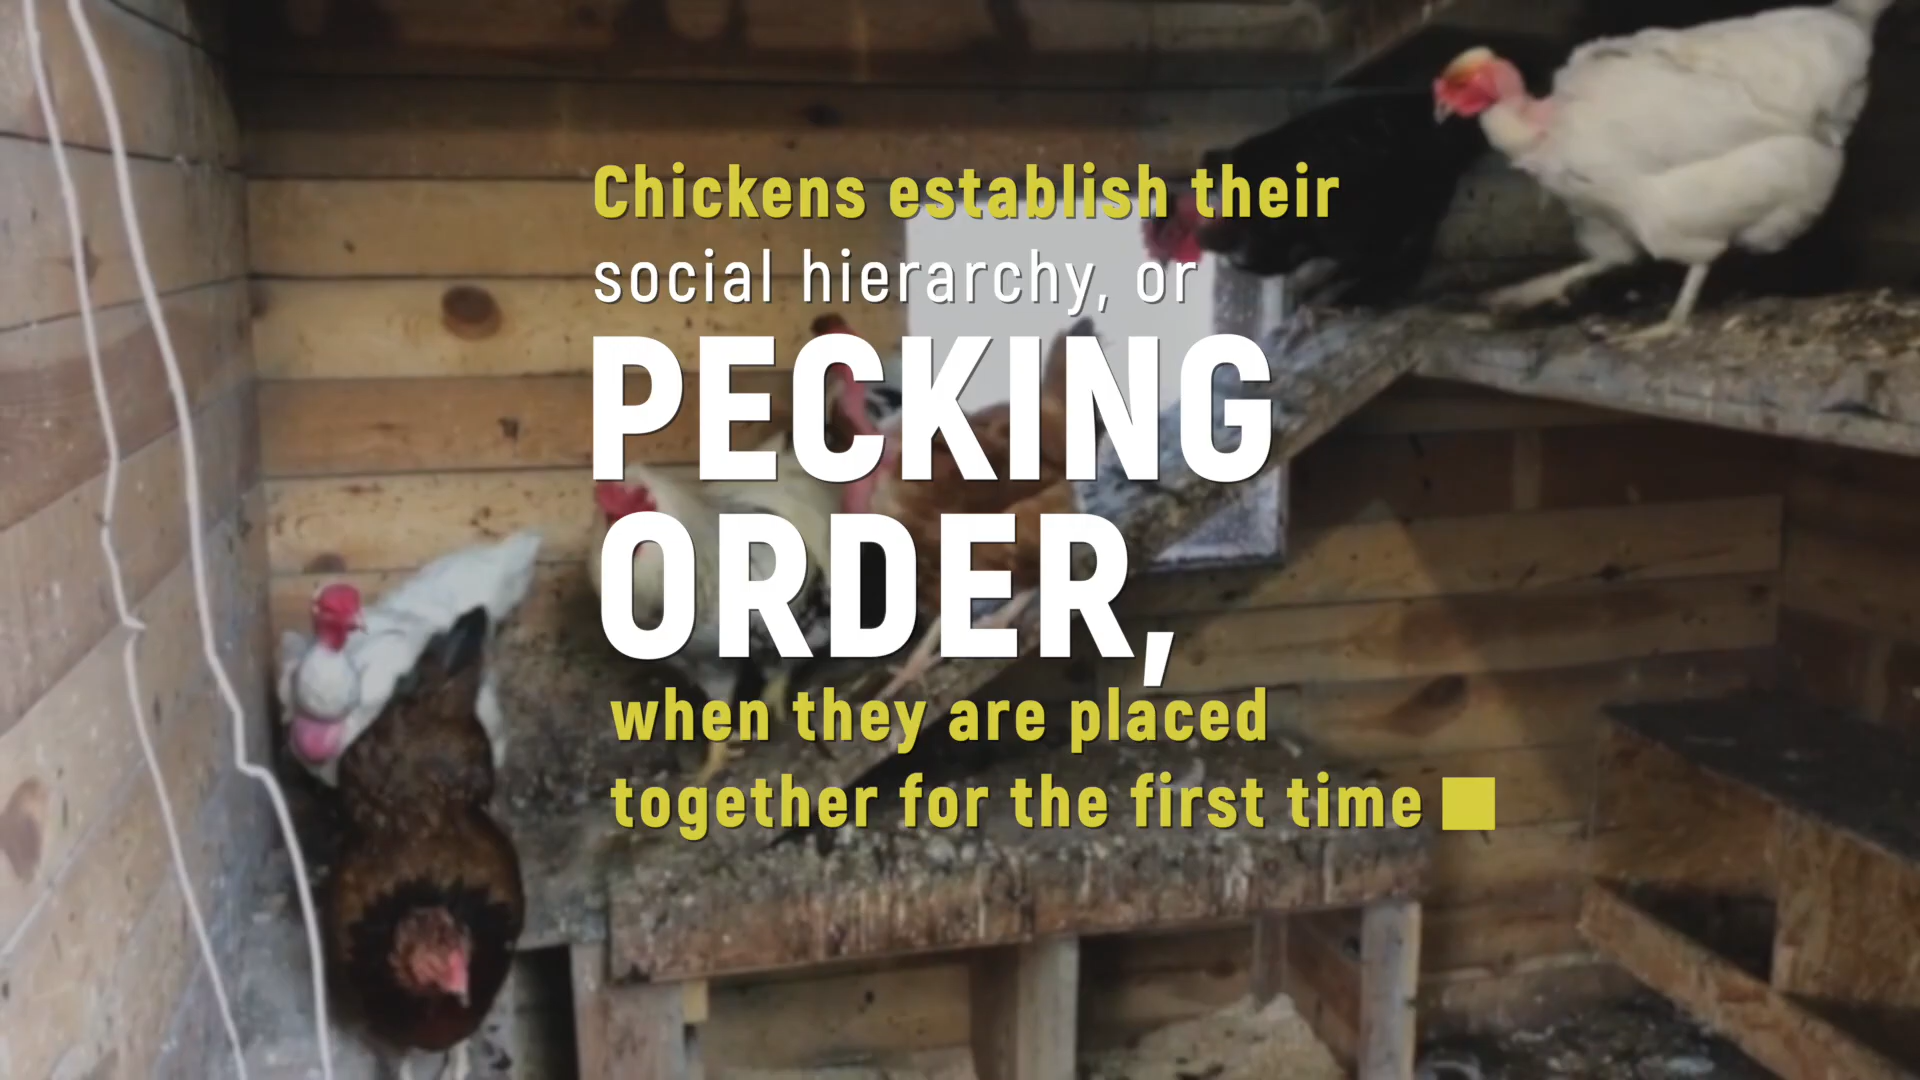 Chickens establish their
social hierarchy, or
PECKING
ORDER,
when they are placed
together for the first time